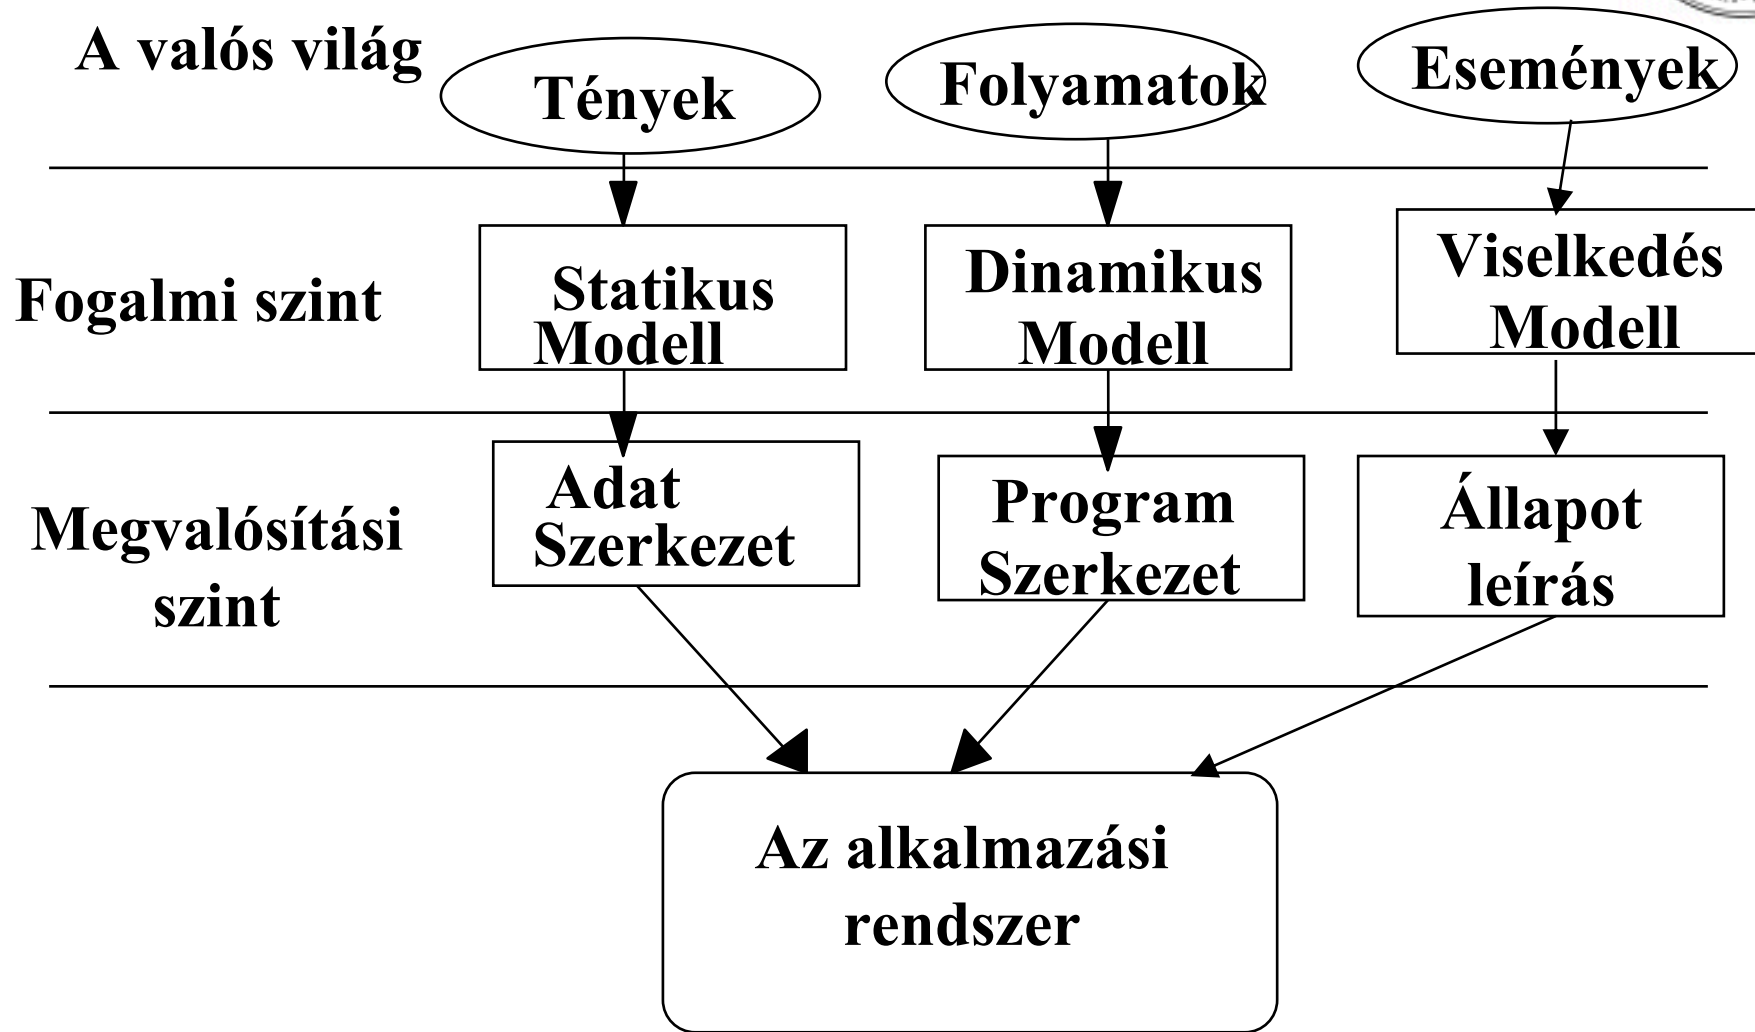 A valós világ
Tények
Folyamatok
Események
Fogalmi szint
Statikus
Modell
Dinamikus
Modell
Viselkedés
Modell
Megvalósítási
szint
Adat
Szerkezet
Program
Szerkezet
Állapot
leírás
Az alkalmazási
rendszer